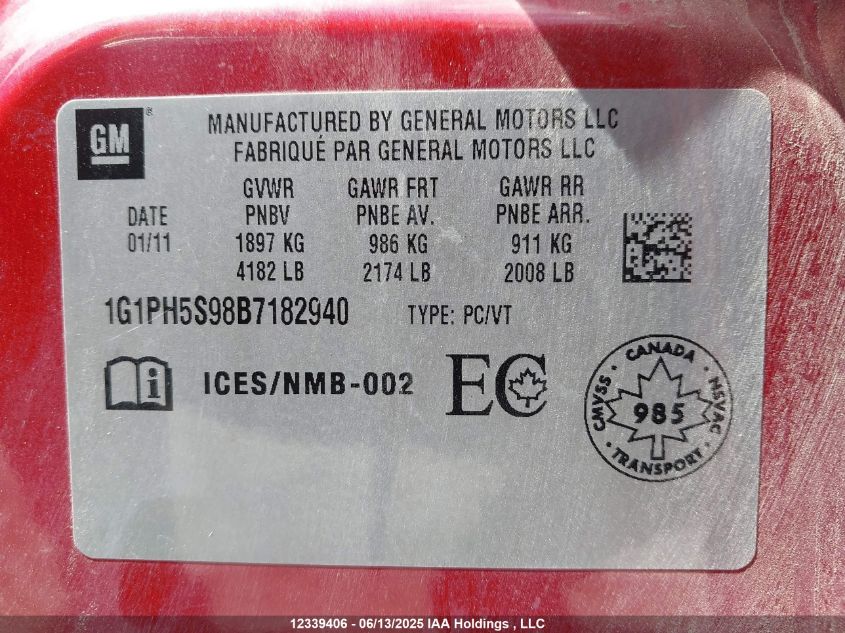 GM ®
MANUFACTURED BY GENERAL MOTORS LLC
FABRIQUÉ PAR GENERAL MOTORS LLC
GVWR GAWR FRT GAWR RR
DATE PNBV PNBE AV. PNBE ARR.
01/11 1897 KG 986 KG 911 KG
4182 LB 2174 LB 2008 LB
1G1PH5S98B7182940 TYPE: PC/VT
i ICES/NMB-002 EC
CANADA
CMVSS 985 NSVAC
TRANSPORT
12339406 - 06/13/2025 IAA Holdings , LLC